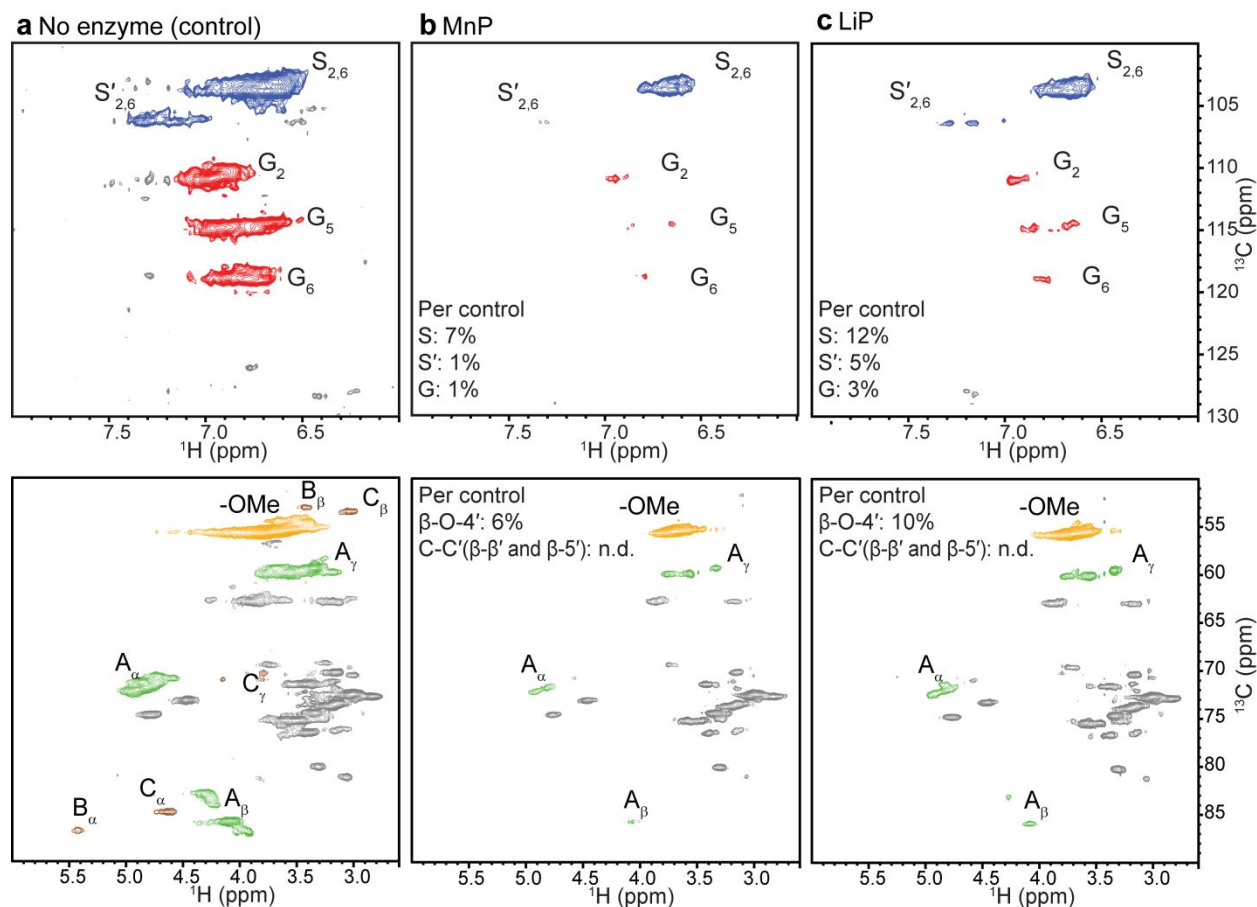 a No enzyme (control)
S₂,₆
S′₂,₆
G₂
G₅
G₆
7.5 7.0 6.5
¹H (ppm)
b MnP
S₂,₆
S′₂,₆
G₂
G₅
G₆
Per control
S: 7%
S′: 1%
G: 1%
7.5 7.0 6.5
¹H (ppm)
c LiP
S₂,₆
S′₂,₆
G₂
G₅
G₆
Per control
S: 12%
S′: 5%
G: 3%
7.5 7.0 6.5
¹H (ppm)
105
110
115
120
125
130
¹³C (ppm)
-OMe
Bβ
Cβ
Aγ
Aα
Cγ
Bα
Cα
Aβ
5.5 5.0 4.5 4.0 3.5 3.0
¹H (ppm)
Per control
β-O-4′: 6%
C-C′(β-β′ and β-5′): n.d.
-OMe
Aγ
Aα
Aβ
5.5 5.0 4.5 4.0 3.5 3.0
¹H (ppm)
Per control
β-O-4′: 10%
C-C′(β-β′ and β-5′): n.d.
-OMe
Aγ
Aα
Aβ
5.5 5.0 4.5 4.0 3.5 3.0
¹H (ppm)
55
60
65
70
75
80
85
¹³C (ppm)